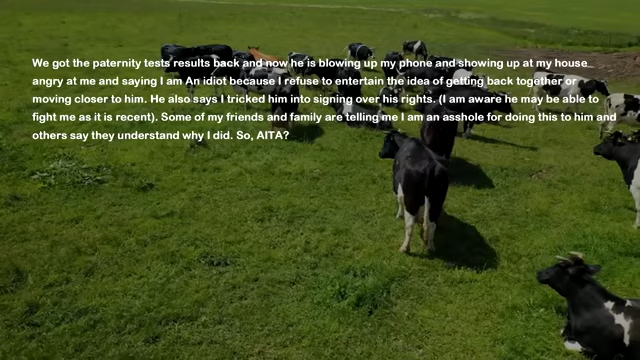 We got the paternity tests results back and now he is blowing up my phone and showing up at my house
angry at me and saying I am An idiot because I refuse to entertain the idea of getting back together or
moving closer to him. He also says I tricked him into signing over his rights. (I am aware he may be able to
fight me as it is recent). Some of my friends and family are telling me I am an asshole for doing this to him and
others say they understand why I did. So, AITA?